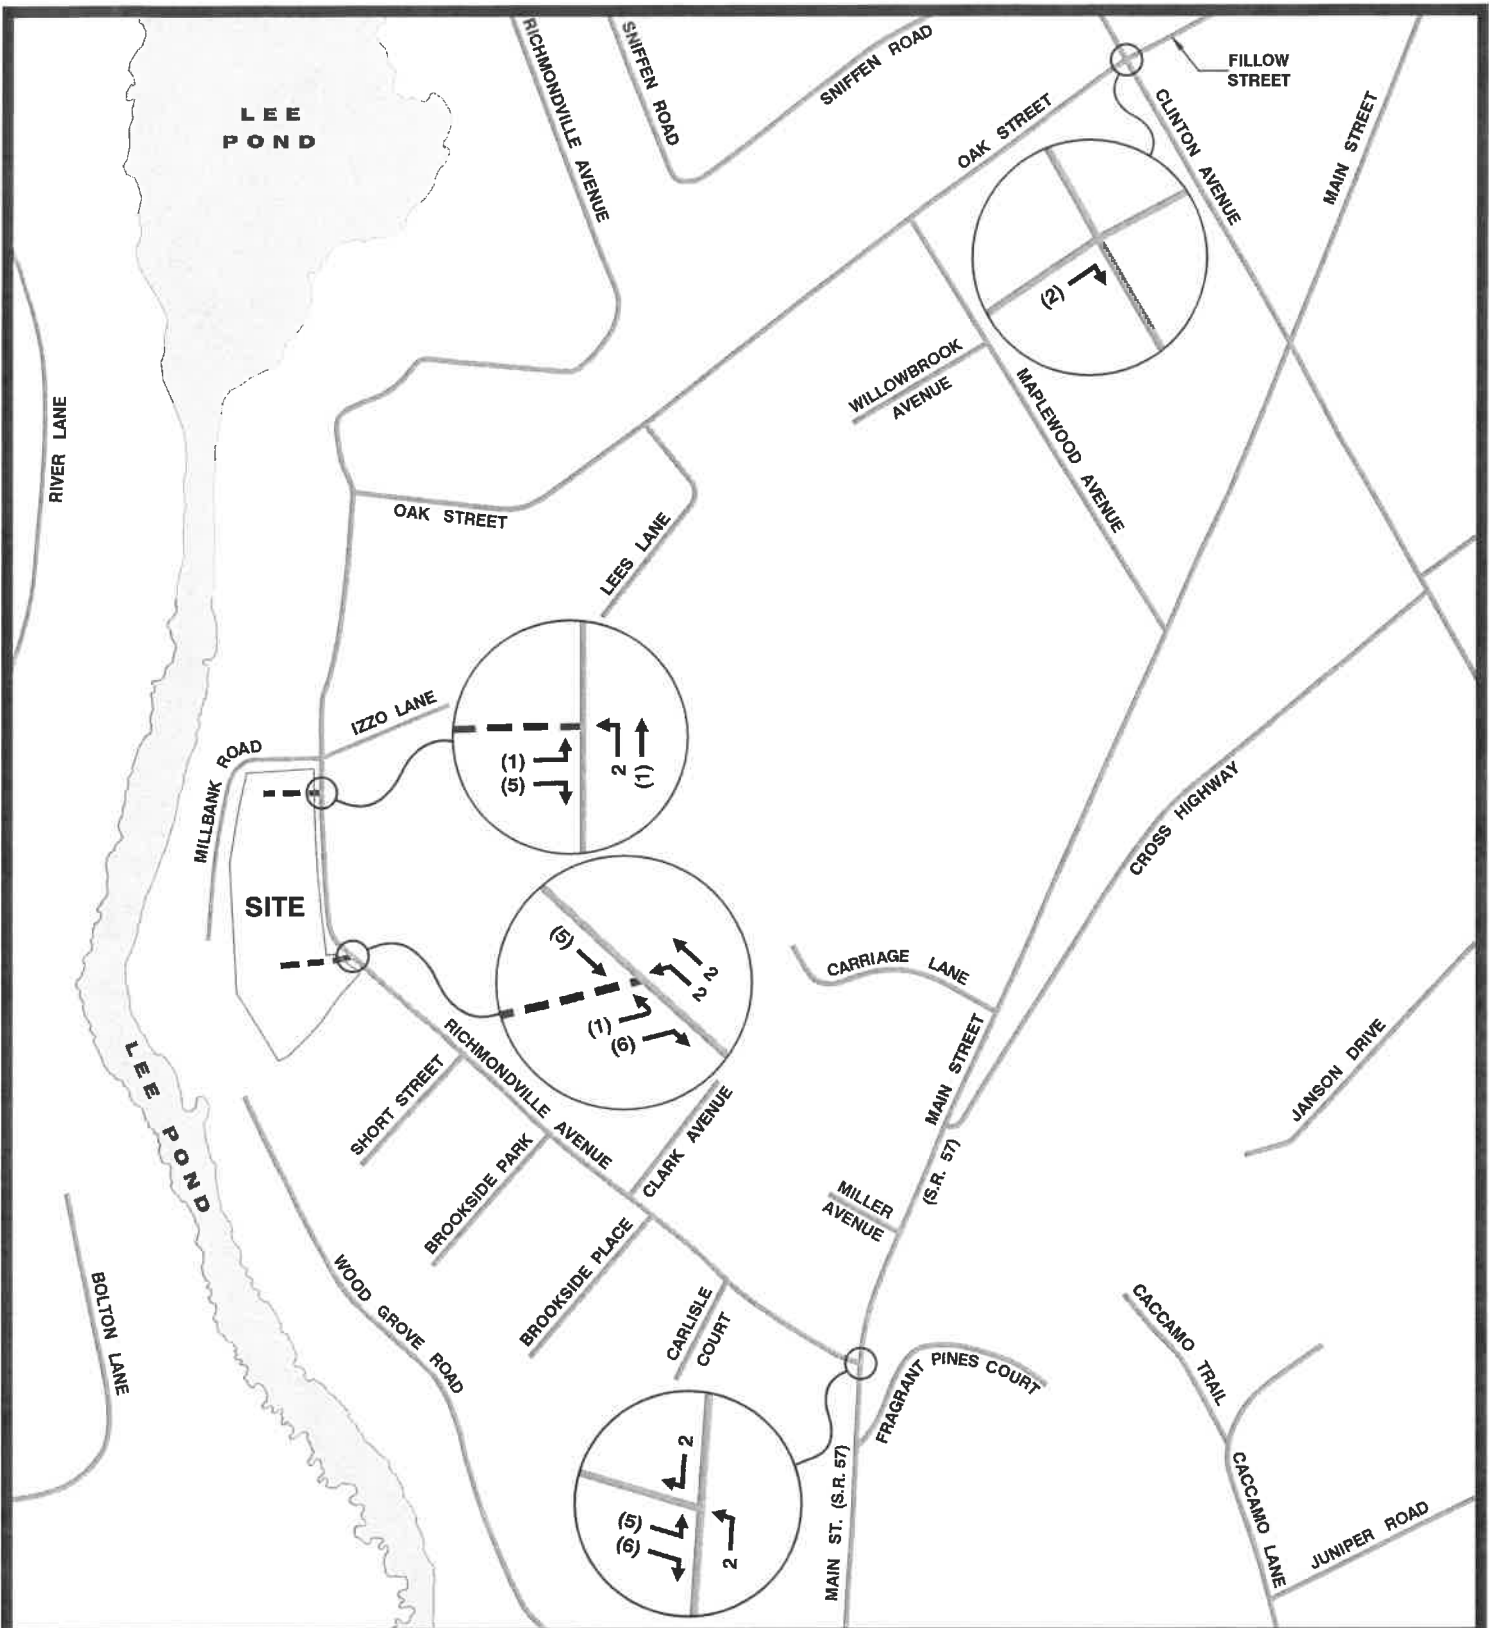 RICHMONDVILLE AVENUE
SNIFFEN ROAD
SNIFFEN ROAD
FILLOW
STREET
LEE
POND
OAK STREET
CLINTON AVENUE
MAIN STREET
(2)
WILLOWBROOK
AVENUE
MAPLEWOOD AVENUE
RIVER LANE
OAK STREET
LEES LANE
IZZO LANE
MILLBANK ROAD
(1)
(5)
2
(1)
CROSS HIGHWAY
SITE
(5)
2
2
(1)
(6)
CARRIAGE LANE
MAIN STREET
(S.R. 57)
JANSON DRIVE
LEE POND
RICHMONDVILLE AVENUE
SHORT STREET
BROOKSIDE PARK
CLARK AVENUE
BROOKSIDE PLACE
MILLER
AVENUE
WOOD GROVE ROAD
BOLTON LANE
CARLISLE
COURT
FRAGRANT PINES COURT
CACCAMO TRAIL
2
(5)
(6)
2
MAIN ST. (S.R. 57)
CACCAMO LANE
JUNIPER ROAD